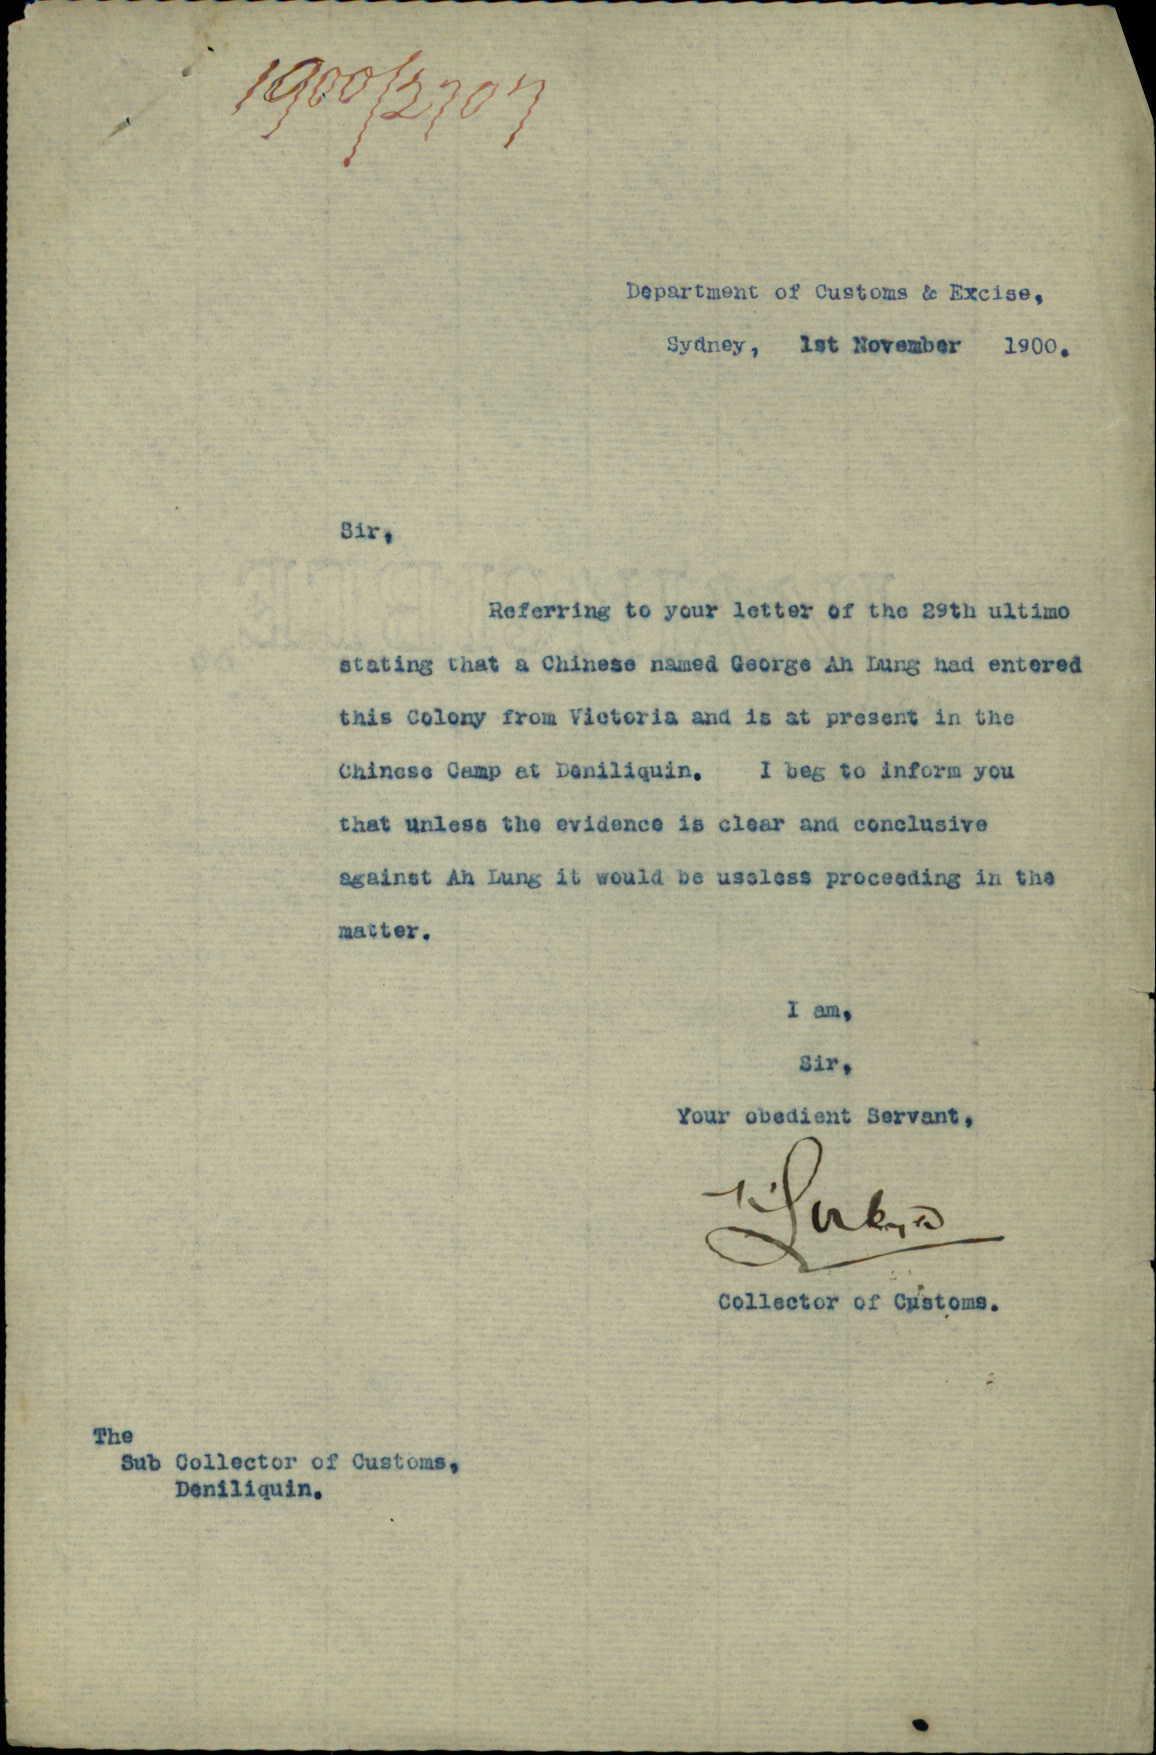 1900/2707
Department of Customs & Excise,
Sydney, 1st November 1900.
Sir,
Referring to your letter of the 29th ultimo
stating that a Chinese named George Ah Lung had entered
this Colony from Victoria and is at present in the
Chinese Camp at Deniliquin. I beg to inform you
that unless the evidence is clear and conclusive
against Ah Lung it would be useless proceeding in the
matter.
I am,
Sir,
Your obedient Servant,
Collector of Customs.
The
Sub Collector of Customs,
Deniliquin.